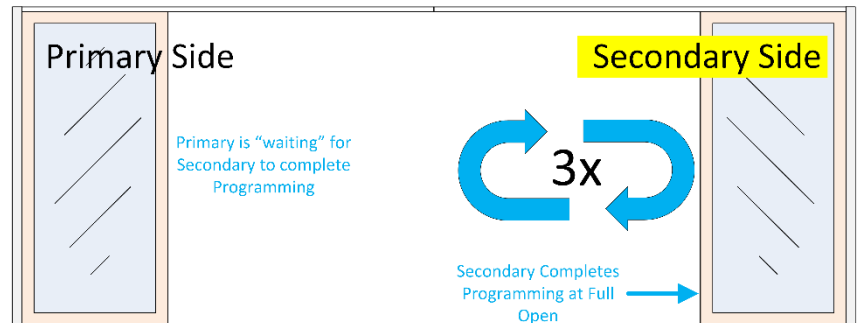 Primary Side
Secondary Side
Primary is “waiting” for
Secondary to complete
Programming
3x
Secondary Completes
Programming at Full
Open